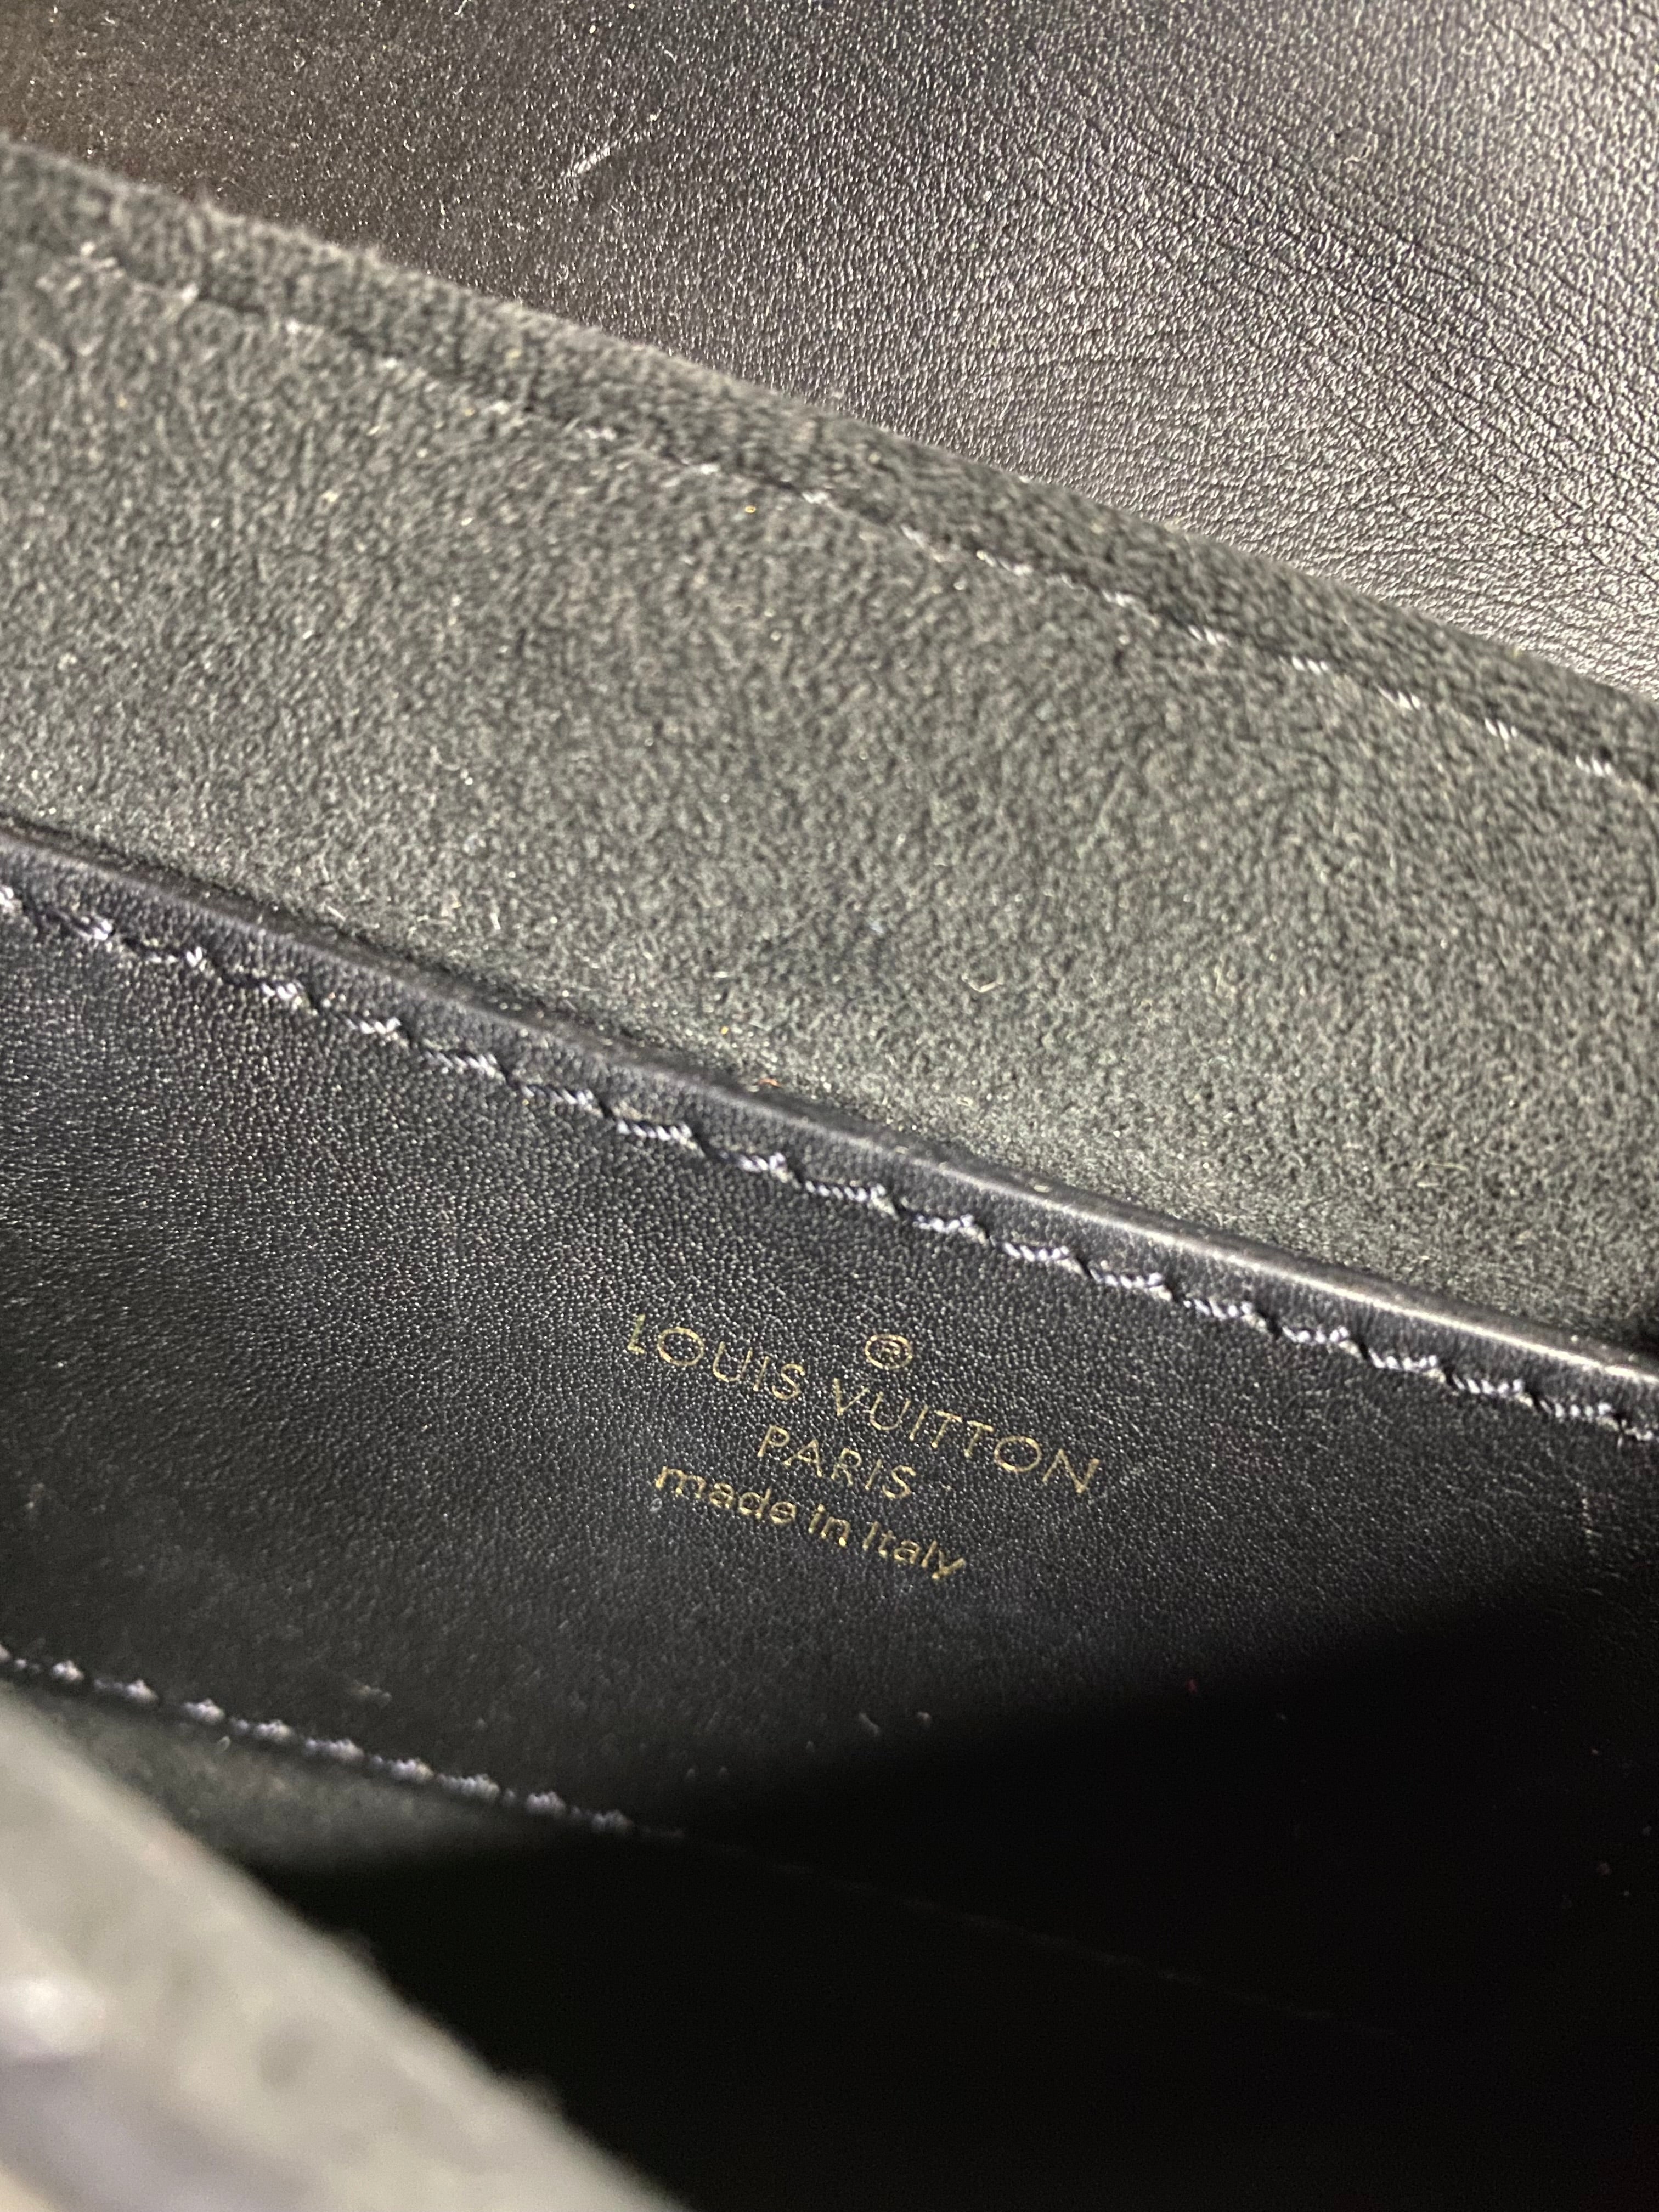 ®
LOUIS VUITTON
PARIS
made in Italy